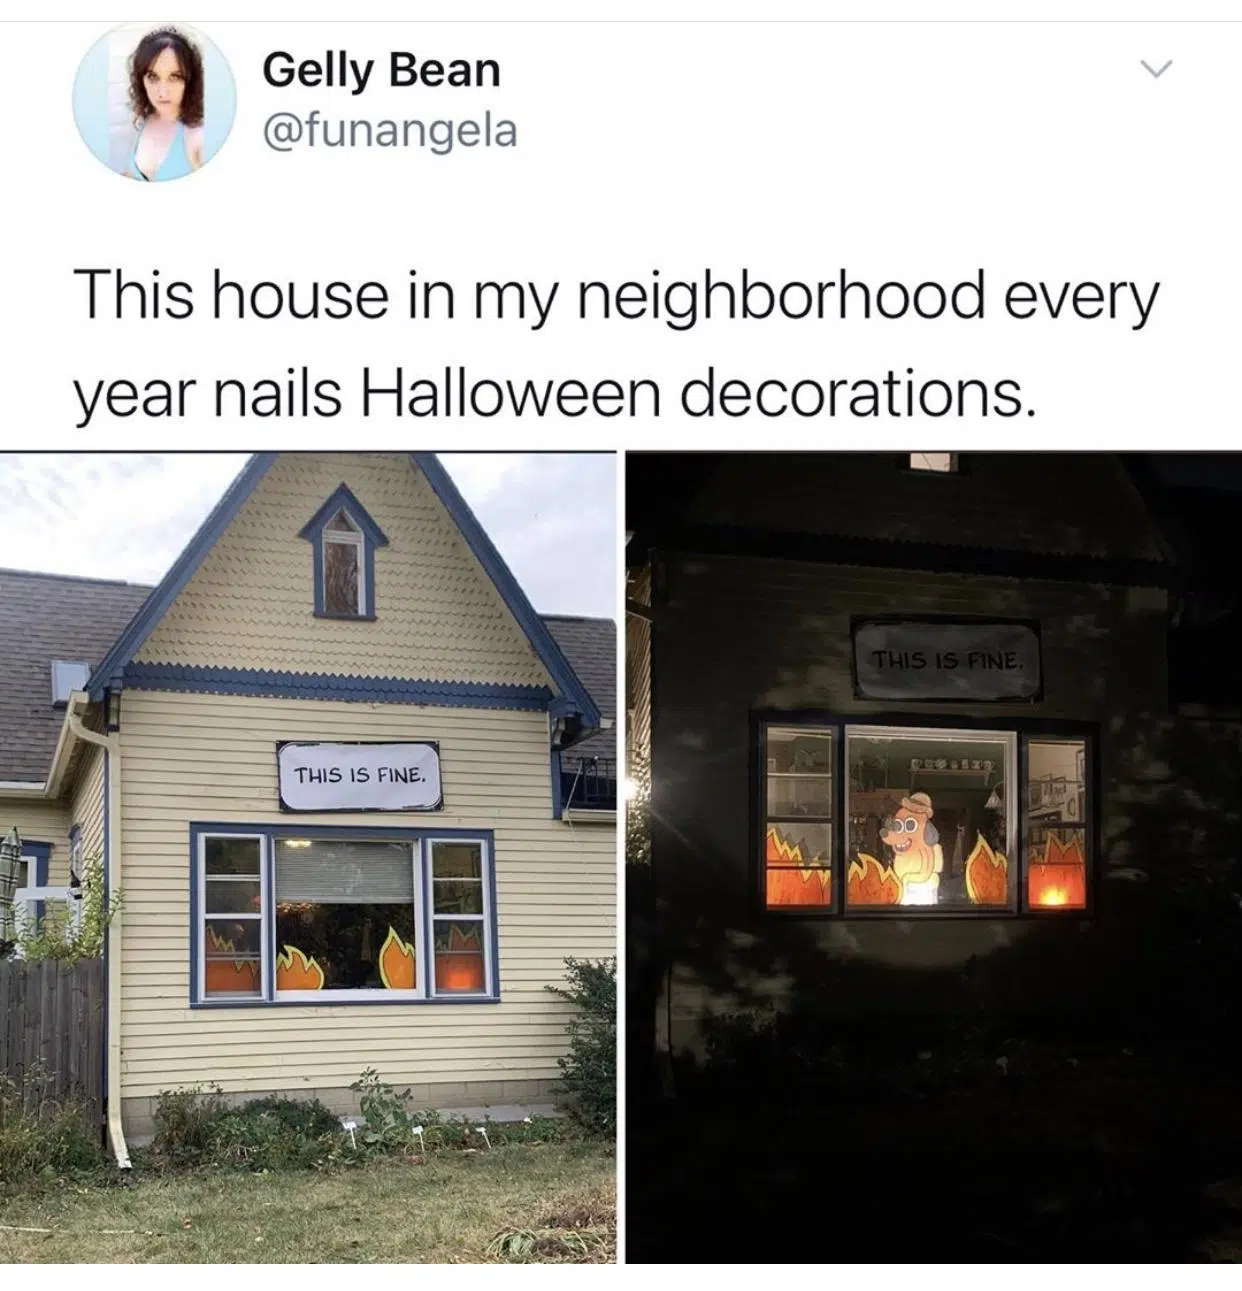 Gelly Bean
@funangela
This house in my neighborhood every
year nails Halloween decorations.
THIS IS FINE.
THIS IS FINE.